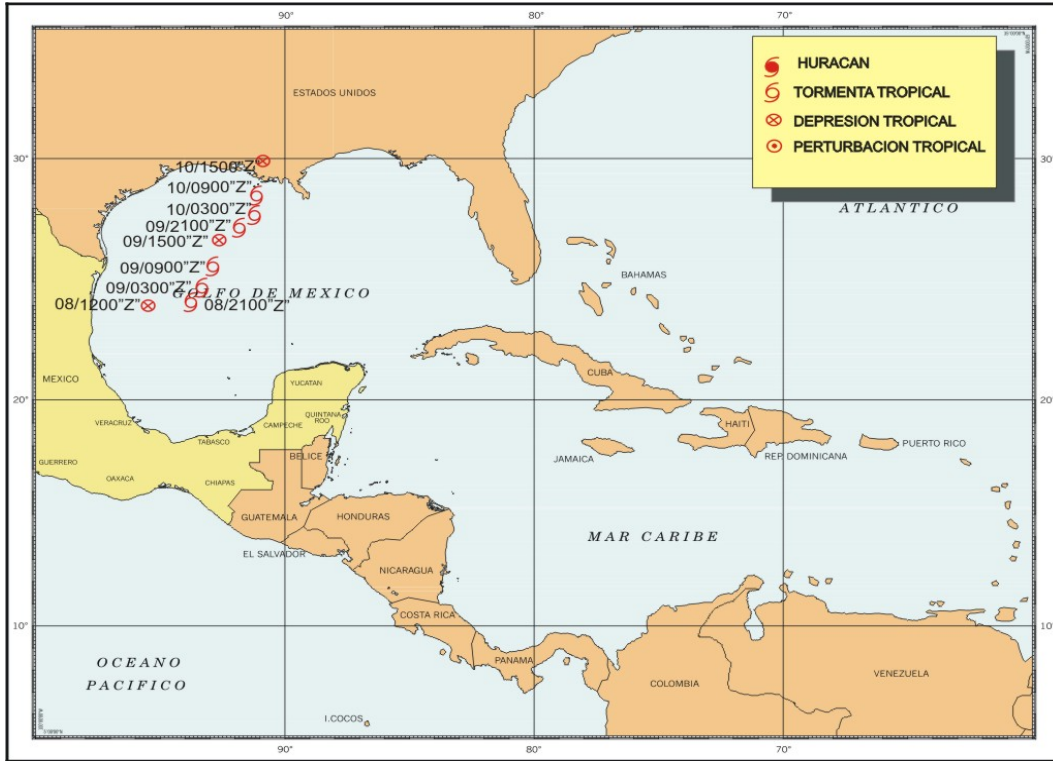 90°
80°
70°
HURACAN
TORMENTA TROPICAL
DEPRESION TROPICAL
PERTURBACION TROPICAL
ESTADOS UNIDOS
30°
30°
10/1500"Z"
10/0900"Z"
10/0300"Z"
09/2100"Z"
09/1500"Z"
09/0900"Z"
09/0300"Z"
08/1200"Z"
08/2100"Z"
ATLANTICO
GOLFO DE MEXICO
BAHAMAS
MEXICO
YUCATAN
CUBA
20°
20°
VERACRUZ
CAMPECHE
QUINTANA
ROO
TABASCO
HAITI
PUERTO RICO
JAMAICA
REP. DOMINICANA
GUERRERO
OAXACA
CHIAPAS
BELICE
GUATEMALA
HONDURAS
MAR CARIBE
EL SALVADOR
NICARAGUA
COSTA RICA
10°
10°
OCEANO
PACIFICO
PANAMA
COLOMBIA
VENEZUELA
I.COCOS
90°
80°
70°